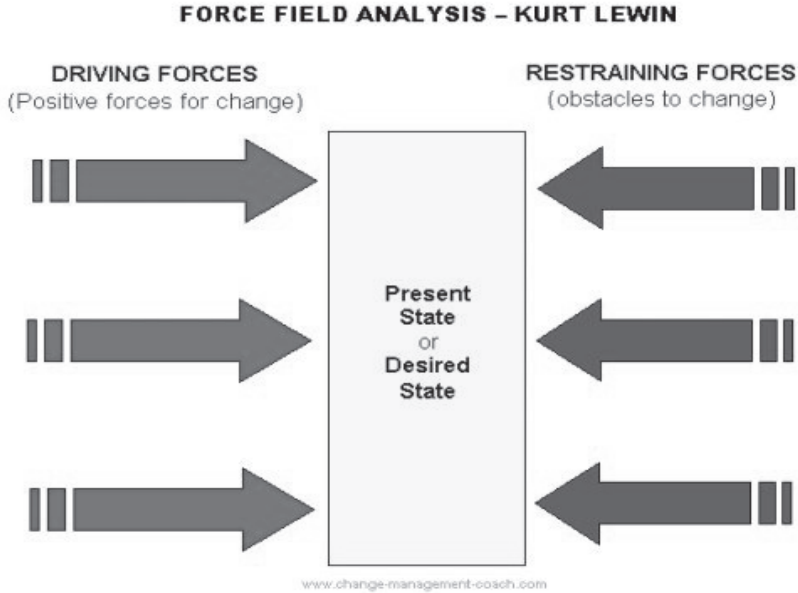 FORCE FIELD ANALYSIS – KURT LEWIN
DRIVING FORCES
(Positive forces for change)
RESTRAINING FORCES
(obstacles to change)
Present
State
or
Desired
State
www.change-management-coach.com